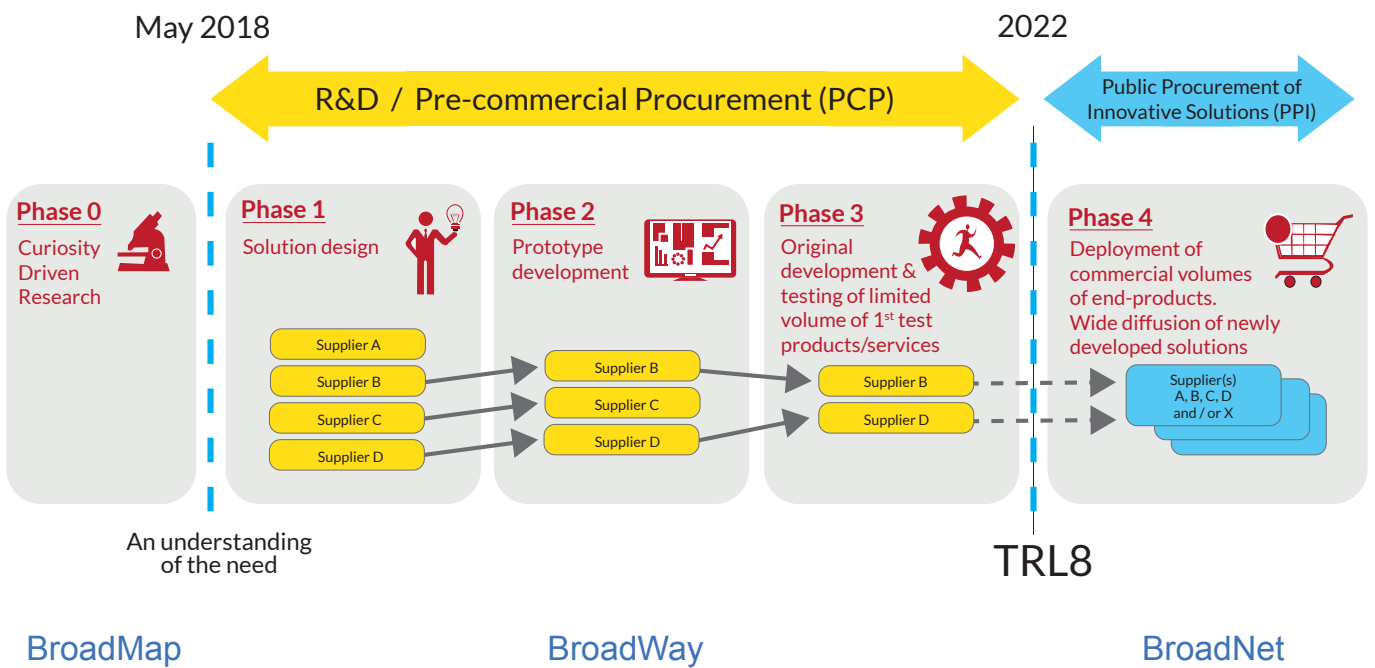 May 2018
2022
R&D / Pre-commercial Procurement (PCP)
Public Procurement of
Innovative Solutions (PPI)
Phase 0
Curiosity
Driven
Research
Phase 1
Solution design
Supplier A
Supplier B
Supplier C
Supplier D
Phase 2
Prototype
development
Supplier B
Supplier C
Supplier D
Phase 3
Original
development &
testing of limited
volume of 1st test
products/services
Supplier B
Supplier D
Phase 4
Deployment of
commercial volumes
of end-products.
Wide diffusion of newly
developed solutions
Supplier(s)
A, B, C, D
and / or X
An understanding
of the need
TRL8
BroadMap
BroadWay
BroadNet